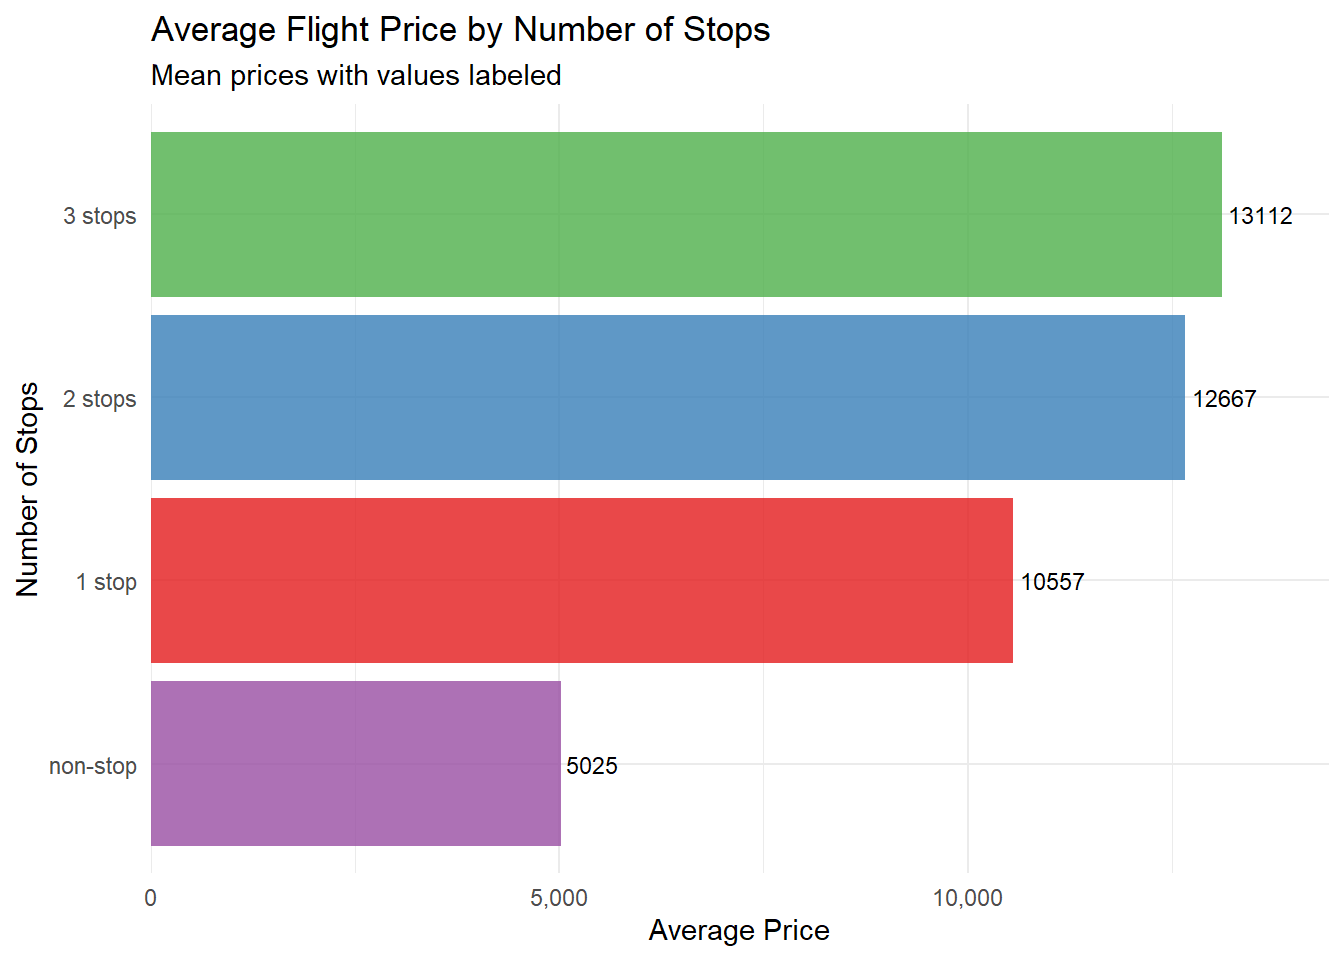 Average Flight Price by Number of Stops
Mean prices with values labeled
Number of Stops
3 stops
13112
2 stops
12667
1 stop
10557
non-stop
5025
0
5,000
10,000
Average Price